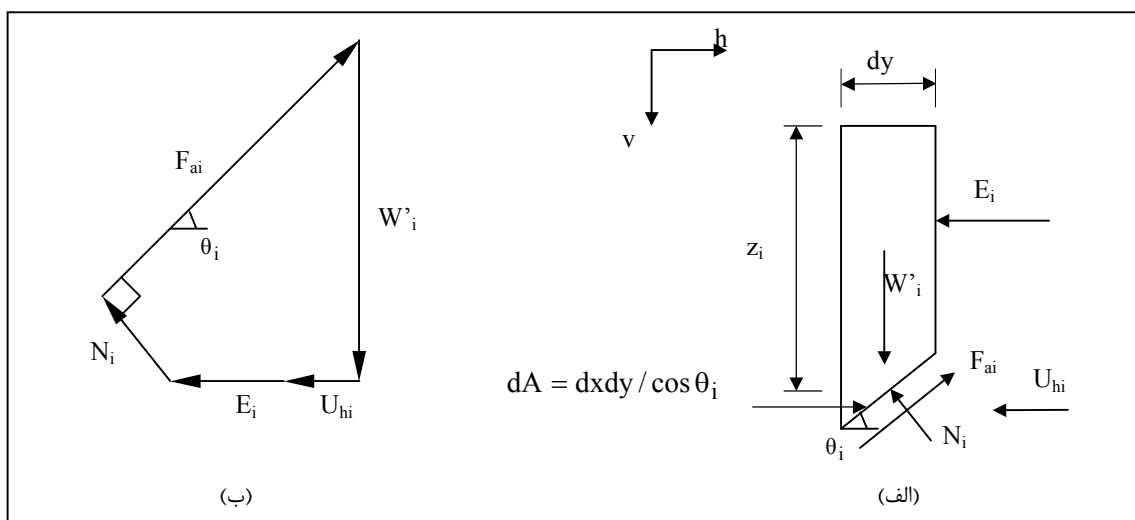 h
v
dy
E_i
z_i
W'_i
F_ai
U_hi
N_i
θ_i
dA = dxdy / cos θ_i
(الف)
F_ai
θ_i
W'_i
N_i
E_i
U_hi
(ب)